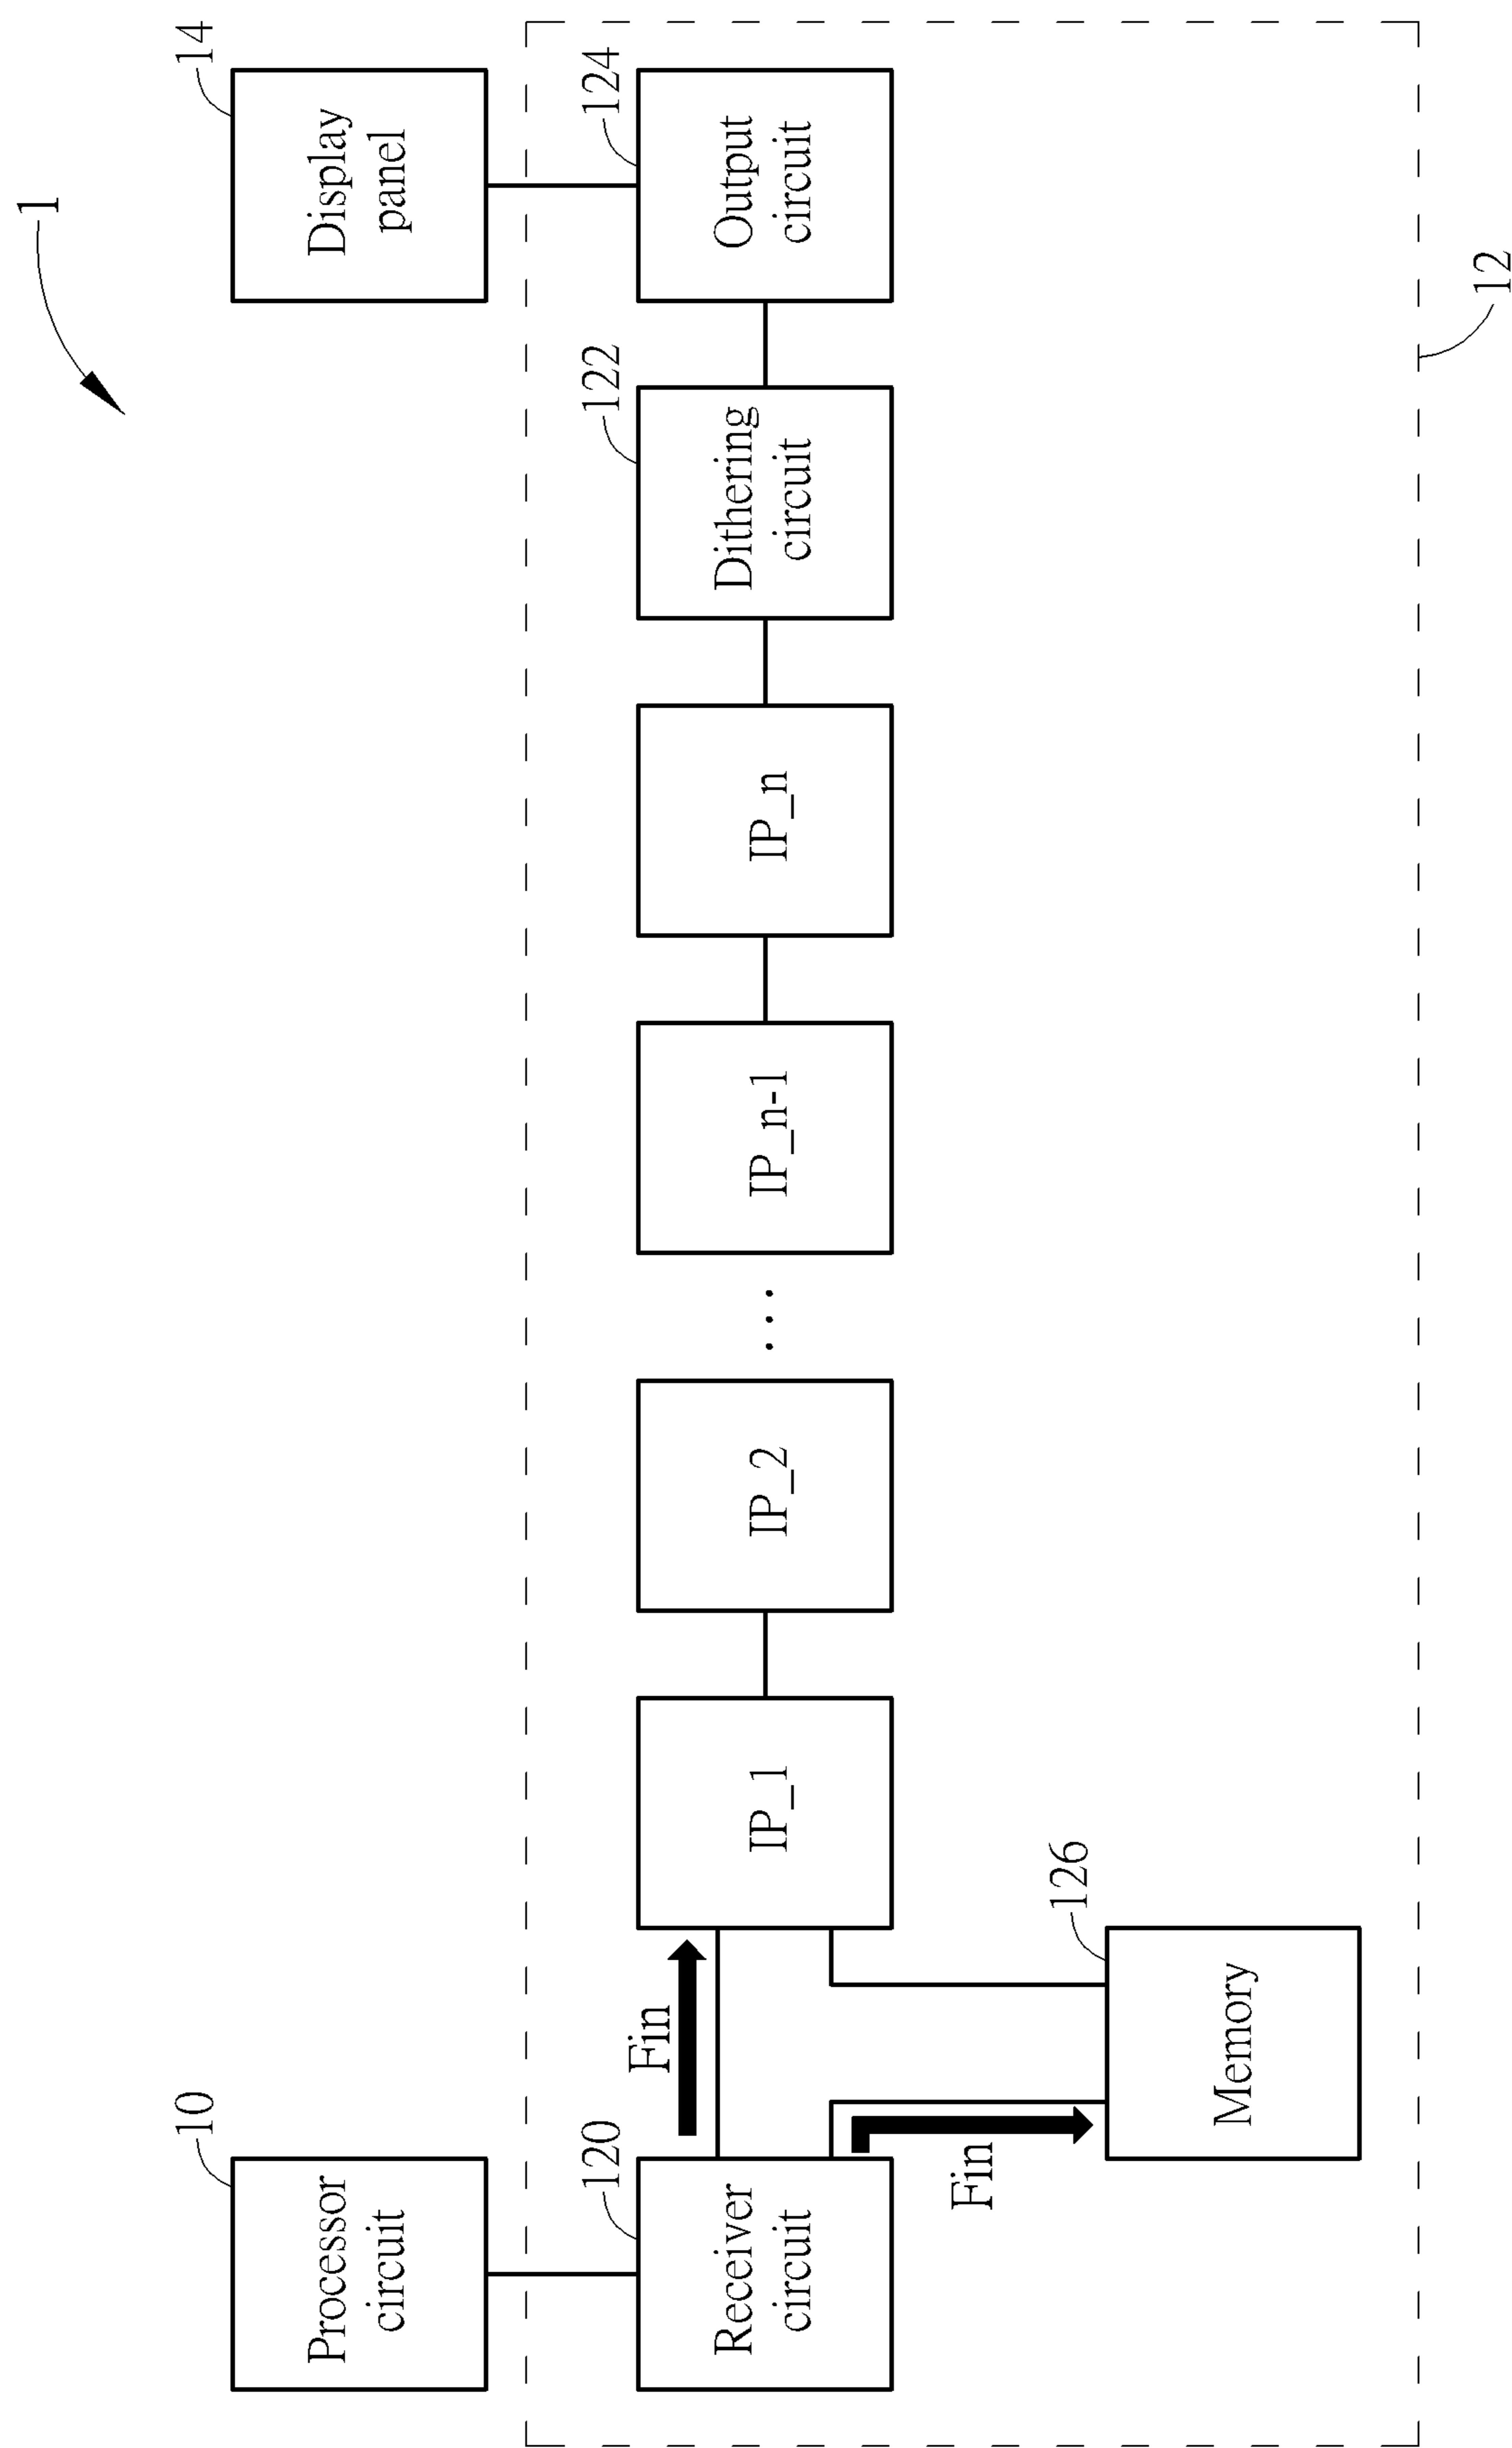 1
10
Processor
circuit
14
Display
panel
120
Receiver
circuit
Fin
IP_1
IP_2
...
IP_n-1
IP_n
122
Dithering
circuit
124
Output
circuit
Fin
126
Memory
12